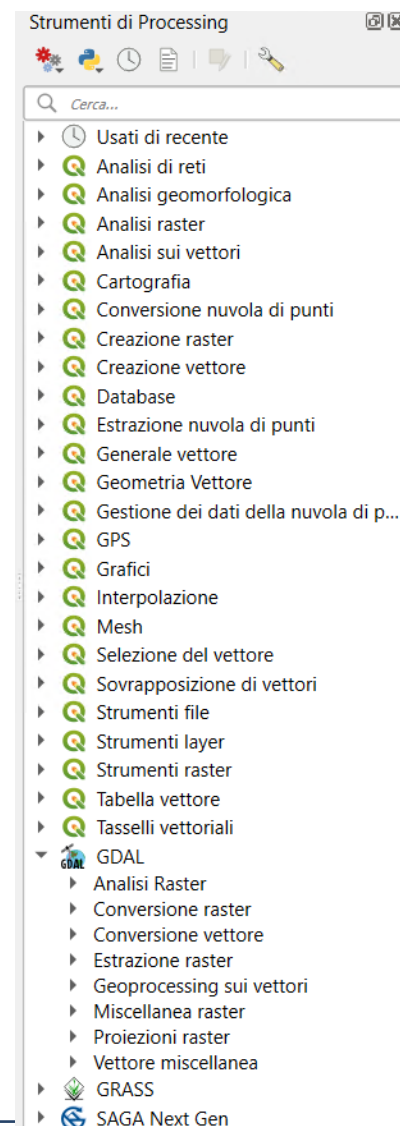 Strumenti di Processing
Cerca...
Usati di recente
Analisi di reti
Analisi geomorfologica
Analisi raster
Analisi sui vettori
Cartografia
Conversione nuvola di punti
Creazione raster
Creazione vettore
Database
Estrazione nuvola di punti
Generale vettore
Geometria Vettore
Gestione dei dati della nuvola di p...
GPS
Grafici
Interpolazione
Mesh
Selezione del vettore
Sovrapposizione di vettori
Strumenti file
Strumenti layer
Strumenti raster
Tabella vettore
Tasselli vettoriali
GDAL GDAL
Analisi Raster
Conversione raster
Conversione vettore
Estrazione raster
Geoprocessing sui vettori
Miscellanea raster
Proiezioni raster
Vettore miscellanea
GRASS
SAGA Next Gen